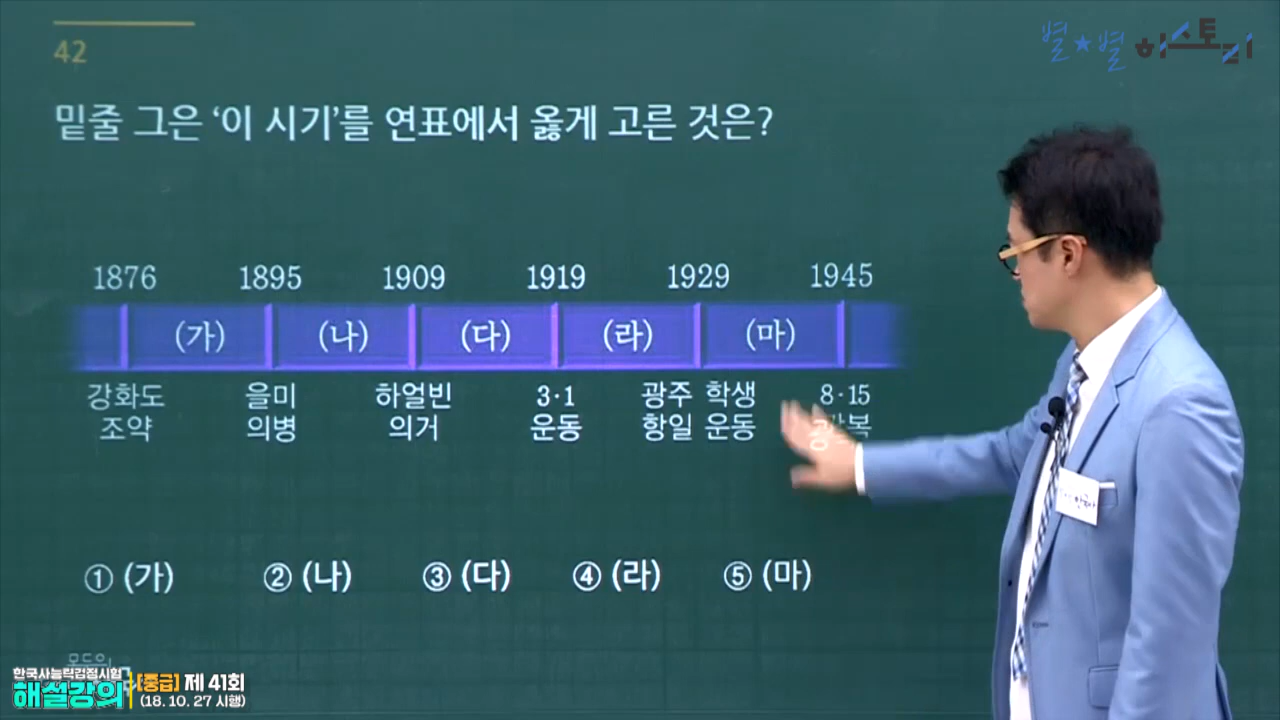 42
별★별 히스토리
밑줄 그은 ‘이 시기’를 연표에서 옳게 고른 것은?
1876 1895 1909 1919 1929 1945
(가) (나) (다) (라) (마)
강화도 을미 하얼빈 3·1 광주 학생 8·15
조약 의병 의거 운동 항일 운동 광복
① (가) ② (나) ③ (다) ④ (라) ⑤ (마)
한국사능력검정시험
해설강의
[중급] 제 41회
(18. 10. 27 시행)